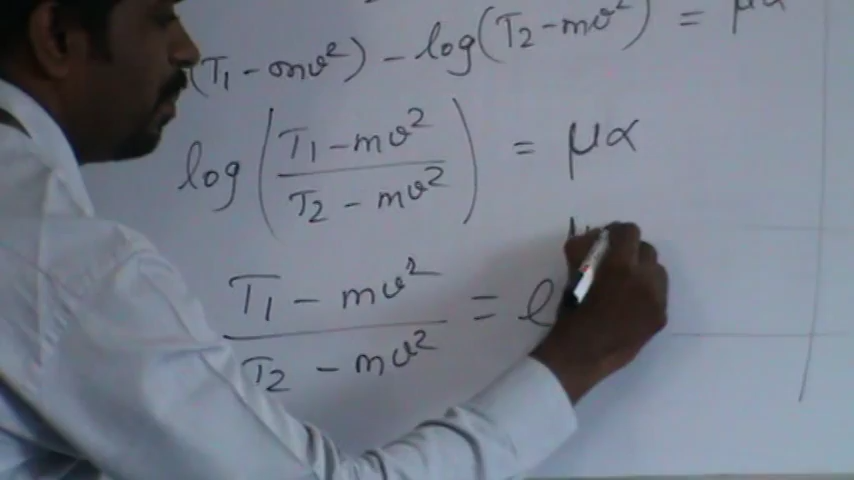 (T₁ - mv²) - log(T₂ - mv²) = μα
log((T₁ - mv²)/(T₂ - mv²)) = μα
(T₁ - mv²)/(T₂ - mv²) = e^μ